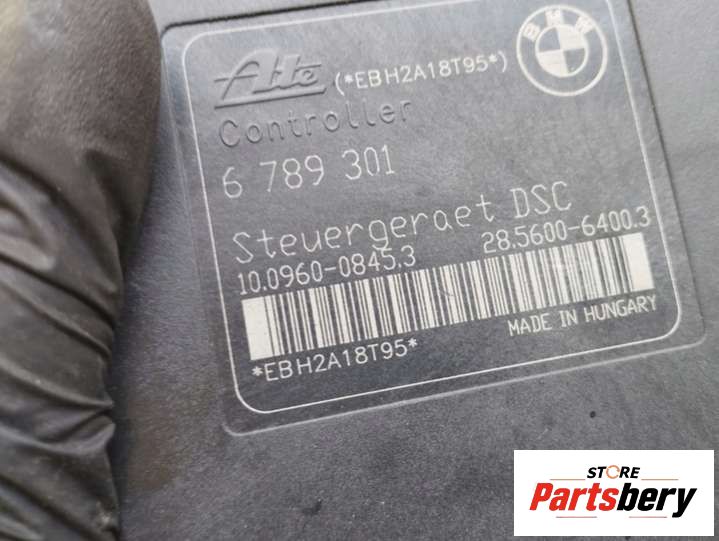 Ate (*EBH2A18T95*) BMW
Controller
6 789 301
Steuergeraet DSC
10.0960-0845.3 28.5600-6400.3
MADE IN HUNGARY
*EBH2A18T95*
STORE
Partsbery